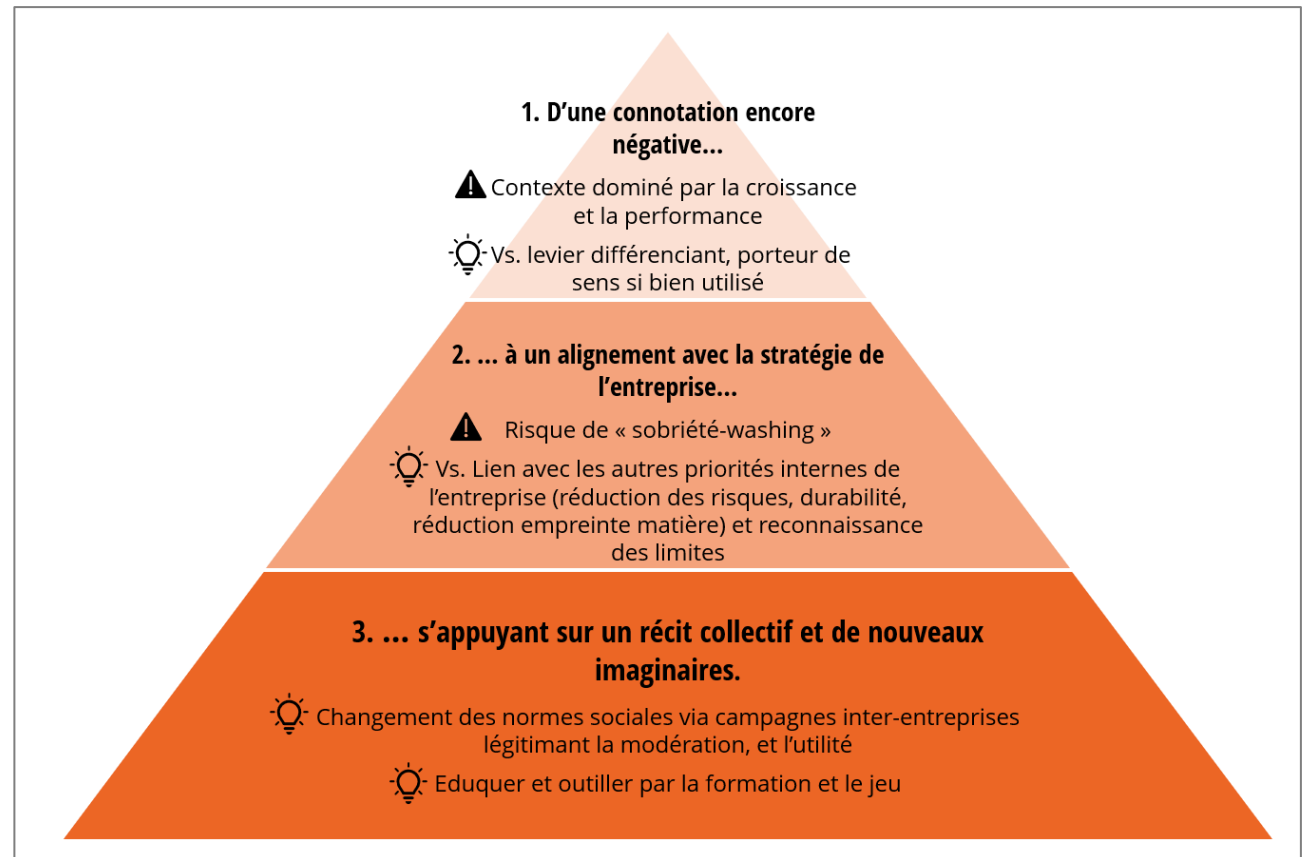 1. D’une connotation encore
négative...
Contexte dominé par la croissance
et la performance
Vs. levier différenciant, porteur de
sens si bien utilisé
2. ... à un alignement avec la stratégie de
l’entreprise...
Risque de « sobriété-washing »
Vs. Lien avec les autres priorités internes de
l’entreprise (réduction des risques, durabilité,
réduction empreinte matière) et reconnaissance
des limites
3. ... s’appuyant sur un récit collectif et de nouveaux
imaginaires.
Changement des normes sociales via campagnes inter-entreprises
légitimant la modération, et l’utilité
Eduquer et outiller par la formation et le jeu